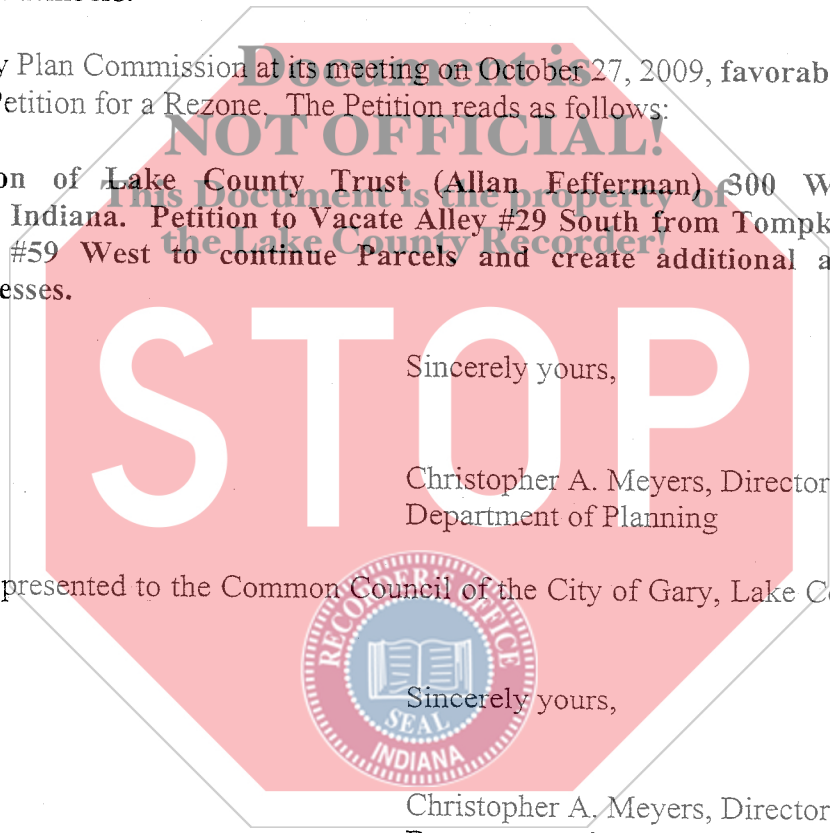 y Plan Commission at its meeting on October 27, 2009, favorab
Petition for a Rezone. The Petition reads as follows:
Document is
NOT OFFICIAL!
This Document is the property of
the Lake County Recorder!
on of Lake County Trust (Allan Fefferman) 300 W
Indiana. Petition to Vacate Alley #29 South from Tompk
#59 West to continue Parcels and create additional a
esses.
STOP
Sincerely yours,
Christopher A. Meyers, Director
Department of Planning
presented to the Common Council of the City of Gary, Lake C
RECORDER'S OFFICE
SEAL
INDIANA
Sincerely yours,
Christopher A. Meyers, Director